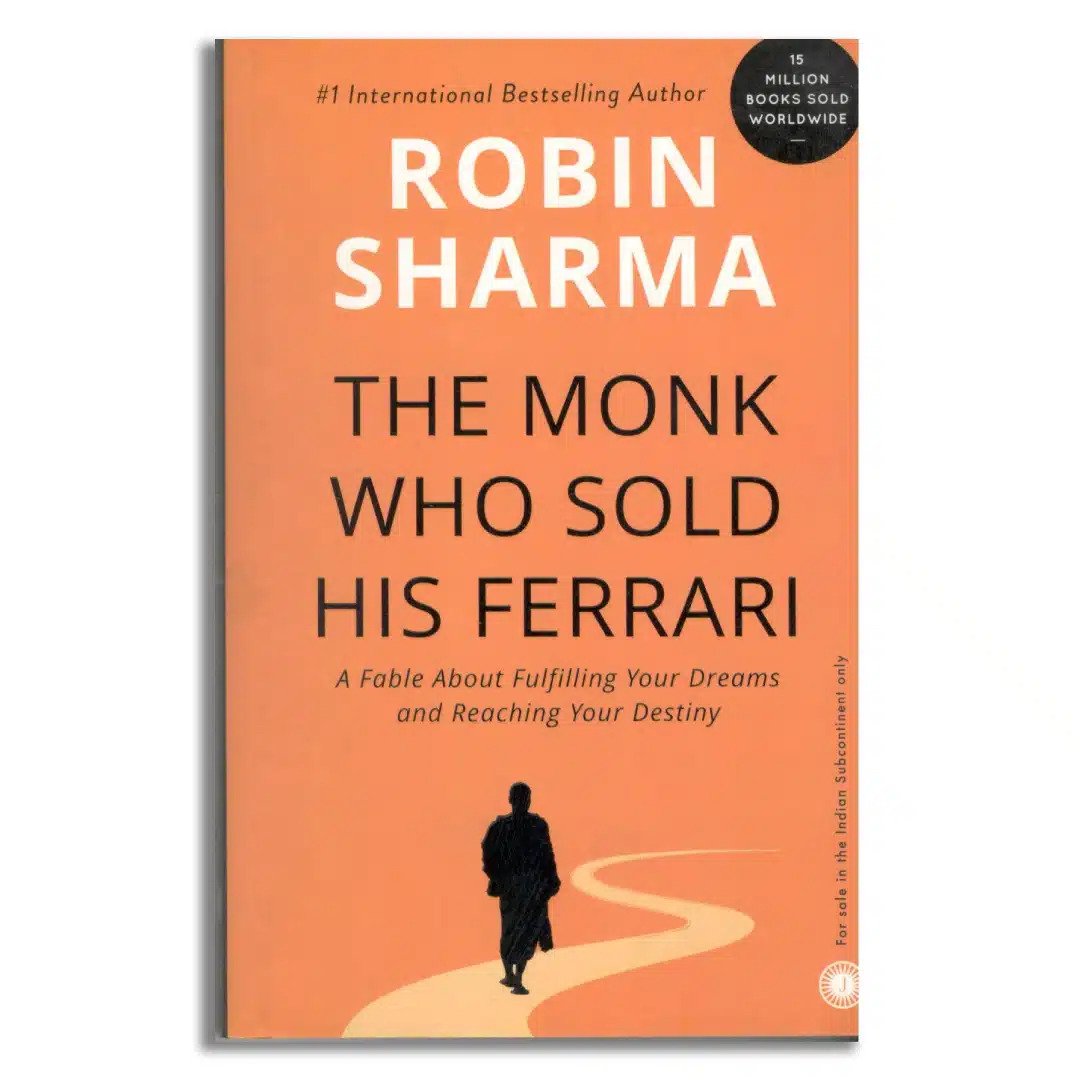 #1 International Bestselling Author
15
MILLION
BOOKS SOLD
WORLDWIDE
ROBIN
SHARMA
THE MONK
WHO SOLD
HIS FERRARI
A Fable About Fulfilling Your Dreams
and Reaching Your Destiny
For sale in the Indian Subcontinent only
J